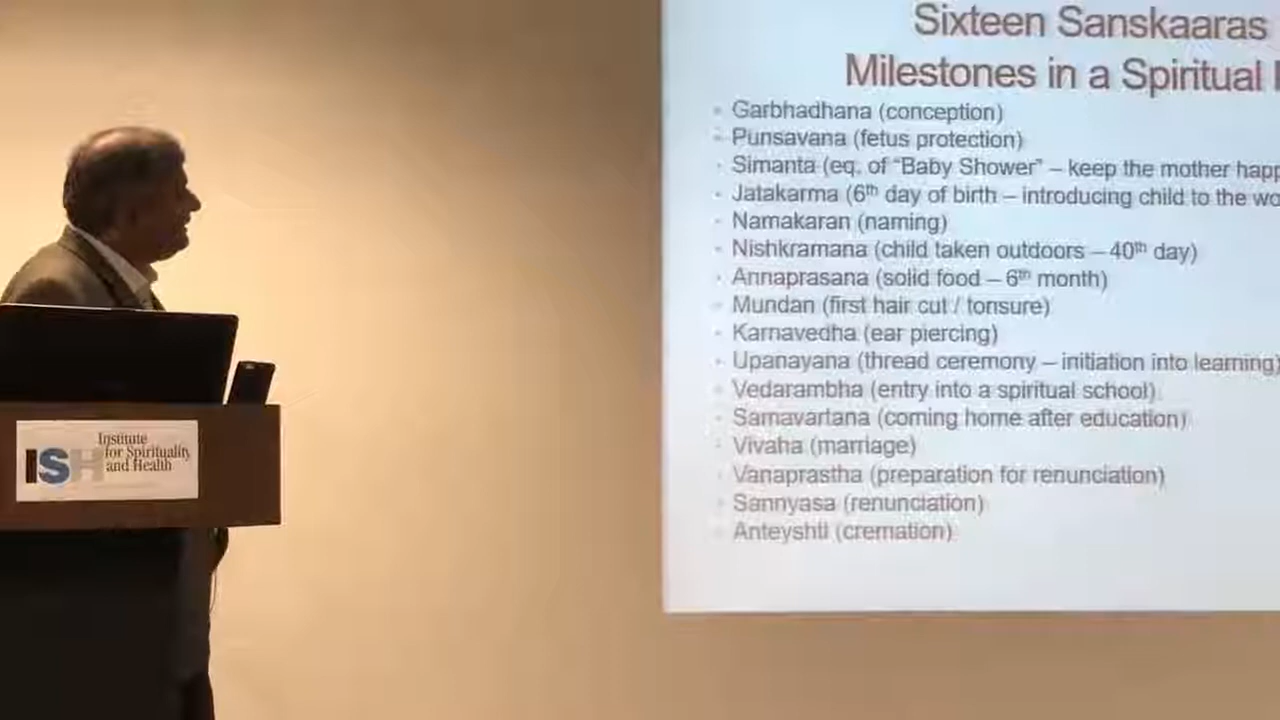 Sixteen Sanskaaras
Milestones in a Spiritual
Garbhadhana (conception)
Punsavana (fetus protection)
Simanta (eq. of "Baby Shower" – keep the mother happ
Jatakarma (6th day of birth – introducing child to the wo
Namakaran (naming)
Nishkramana (child taken outdoors – 40th day)
Annaprasana (solid food – 6th month)
Mundan (first hair cut / tonsure)
Karnavedha (ear piercing)
Upanayana (thread ceremony – initiation into learning)
Vedarambha (entry into a spiritual school)
Samavartana (coming home after education)
Vivaha (marriage)
Vanaprastha (preparation for renunciation)
Sannyasa (renunciation)
Anteyshti (cremation)
ISH
Institute
for Spirituality
and Health